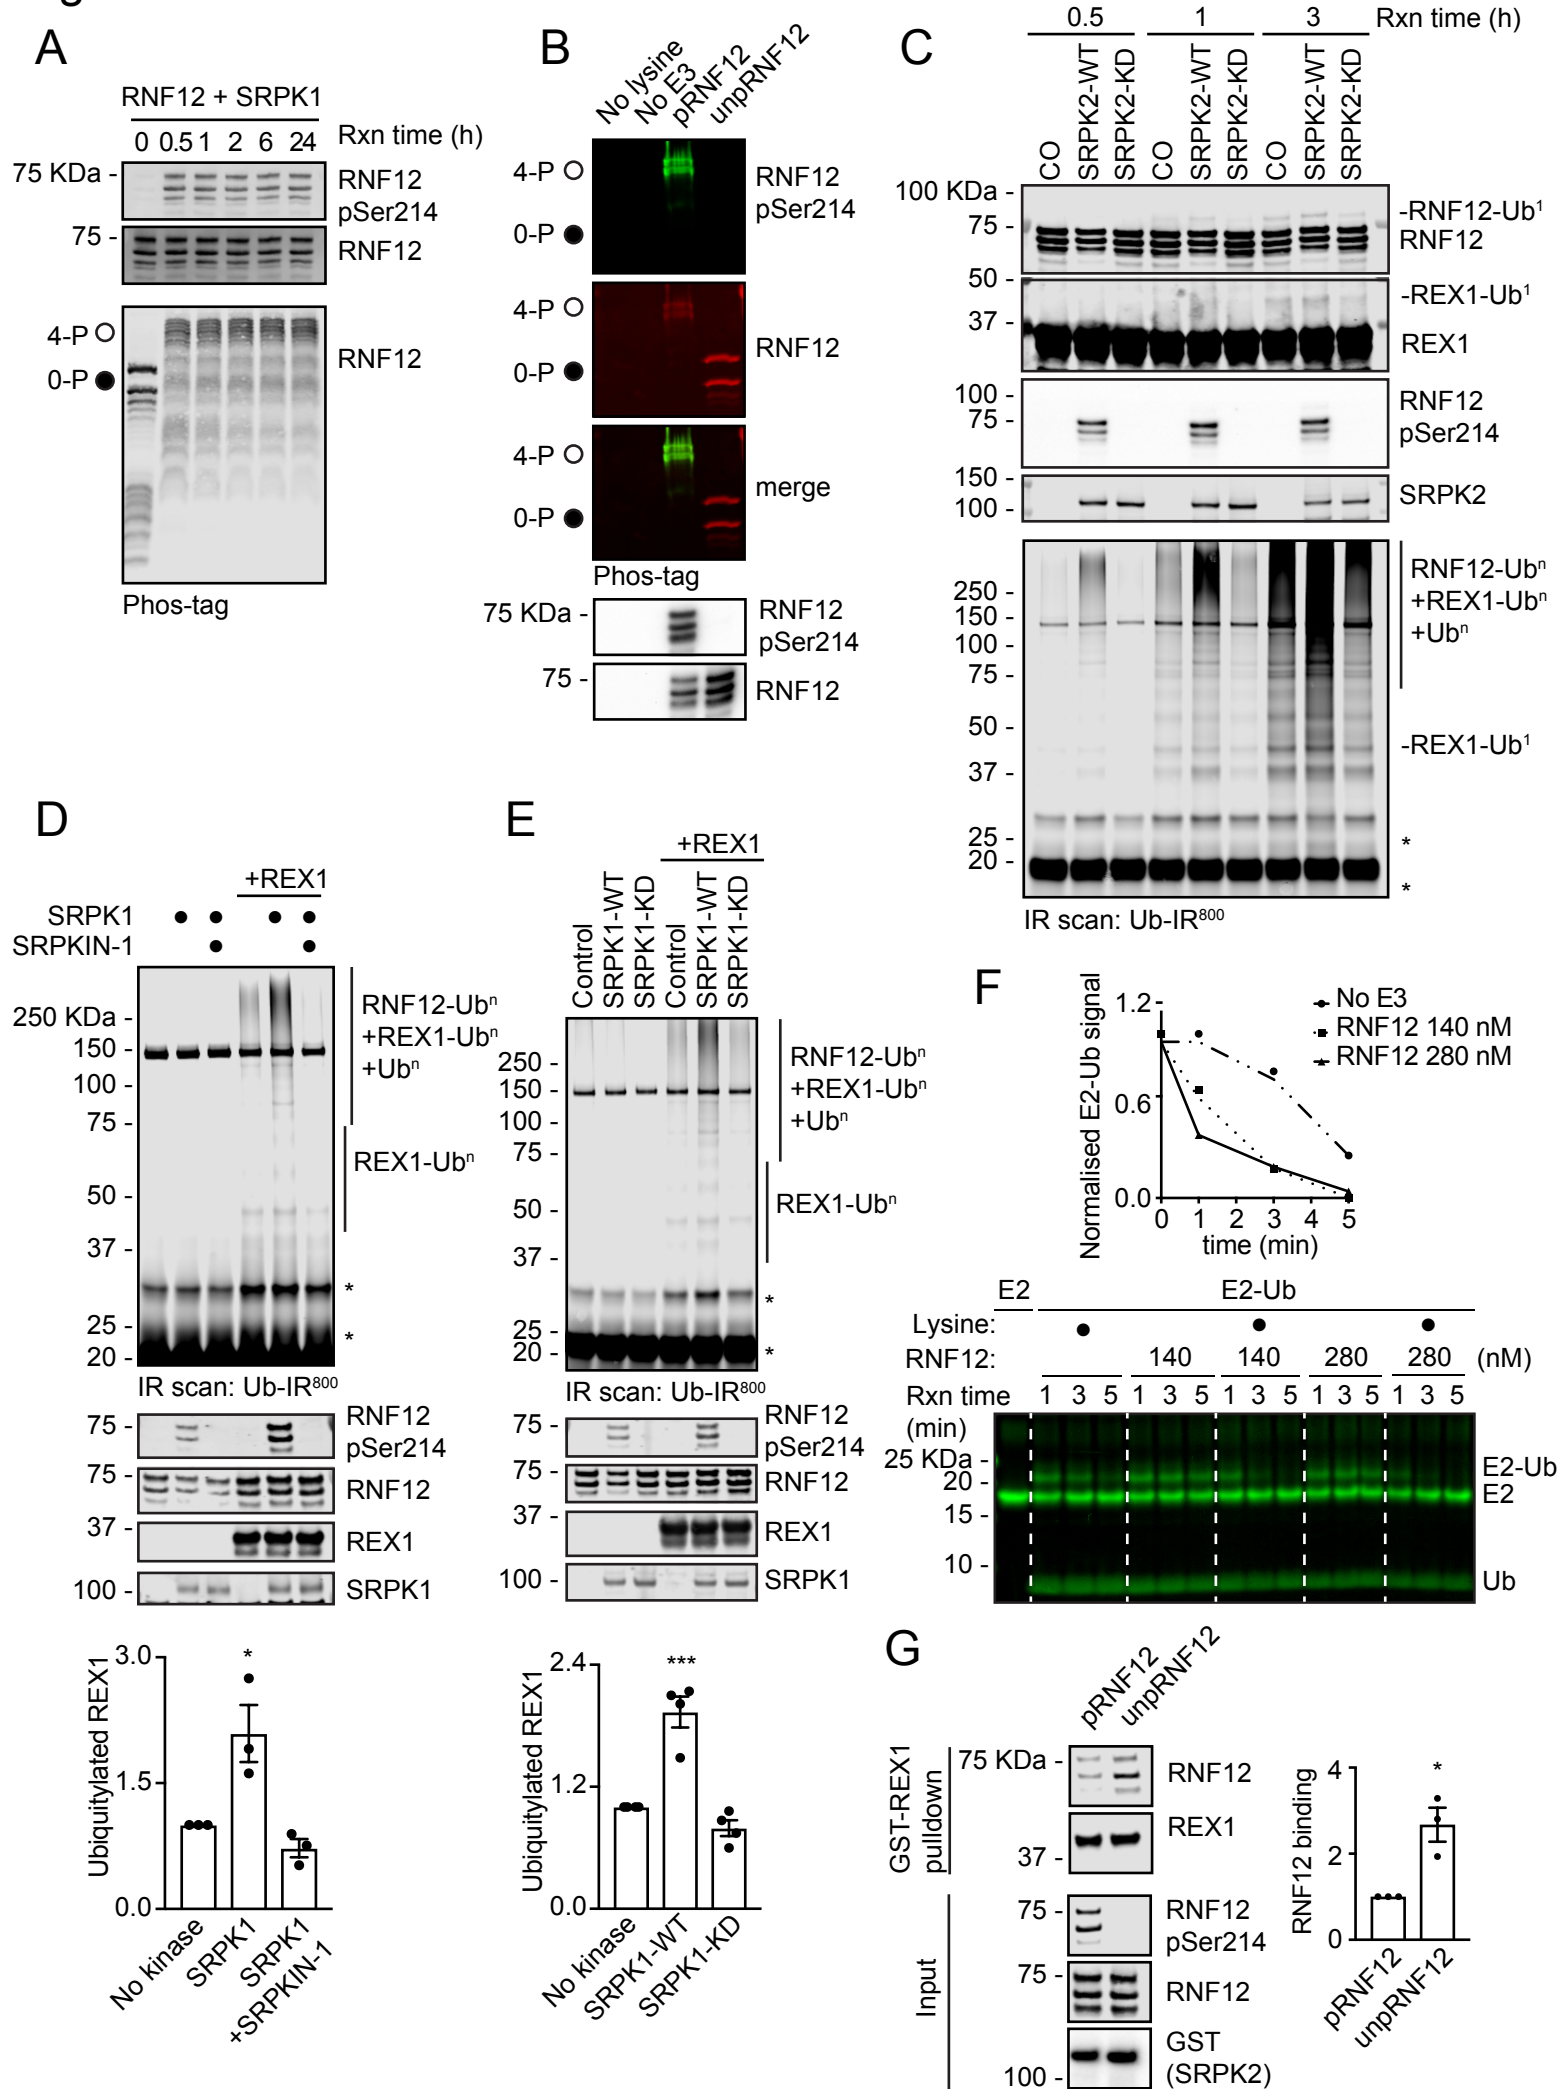 A
RNF12 + SRPK1
0 0.5 1 2 6 24 Rxn time (h)
75 KDa -
RNF12
pSer214
75 -
RNF12
4-P
0-P
RNF12
Phos-tag
B
No lysine
No E3
pRNF12
unpRNF12
4-P
0-P
RNF12
pSer214
4-P
0-P
RNF12
4-P
0-P
merge
Phos-tag
75 KDa -
RNF12
pSer214
75 -
RNF12
C
0.5 1 3 Rxn time (h)
CO
SRPK2-WT
SRPK2-KD
CO
SRPK2-WT
SRPK2-KD
CO
SRPK2-WT
SRPK2-KD
100 KDa -
75 -
-RNF12-Ub¹
RNF12
50 -
37 -
-REX1-Ub¹
REX1
100 -
75 -
RNF12
pSer214
150 -
100 -
SRPK2
250 -
150 -
100 -
75 -
50 -
37 -
25 -
20 -
RNF12-Ubⁿ
+REX1-Ubⁿ
+Ubⁿ
-REX1-Ub¹
*
*
IR scan: Ub-IR⁸⁰⁰
D
+REX1
SRPK1
SRPKIN-1
250 KDa -
150 -
100 -
75 -
50 -
37 -
25 -
20 -
RNF12-Ubⁿ
+REX1-Ubⁿ
+Ubⁿ
REX1-Ubⁿ
*
*
IR scan: Ub-IR⁸⁰⁰
75 -
RNF12
pSer214
75 -
RNF12
37 -
REX1
100 -
SRPK1
Ubiquitylated REX1
3.0
1.5
0.0
*
No kinase
SRPK1
SRPK1
+SRPKIN-1
E
+REX1
Control
SRPK1-WT
SRPK1-KD
Control
SRPK1-WT
SRPK1-KD
250 -
150 -
100 -
75 -
50 -
37 -
25 -
20 -
RNF12-Ubⁿ
+REX1-Ubⁿ
+Ubⁿ
REX1-Ubⁿ
*
*
IR scan: Ub-IR⁸⁰⁰
75 -
RNF12
pSer214
75 -
RNF12
37 -
REX1
100 -
SRPK1
Ubiquitylated REX1
2.4
1.2
0.0
***
No kinase
SRPK1-WT
SRPK1-KD
F
Normalised E2-Ub signal
1.2
0.6
0.0
0 1 2 3 4 5
time (min)
No E3
RNF12 140 nM
RNF12 280 nM
E2 E2-Ub
Lysine:
RNF12: 140 140 280 280 (nM)
Rxn time 1 3 5 1 3 5 1 3 5 1 3 5 1 3 5
(min)
25 KDa -
20 -
15 -
10 -
E2-Ub
E2
Ub
G
pRNF12
unpRNF12
GST-REX1
pulldown
75 KDa -
RNF12
REX1
37 -
Input
75 -
RNF12
pSer214
75 -
RNF12
GST
(SRPK2)
100 -
RNF12 binding
4
2
0
*
pRNF12
unpRNF12